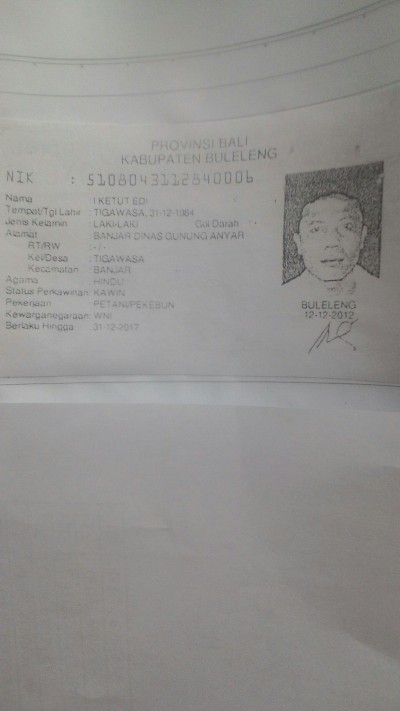 PROVINSI BALI
KABUPATEN BULELENG
NIK : 5108043112840006
Nama : I KETUT EDI
Tempat/Tgl Lahir : TIGAWASA, 31-12-1984
Jenis Kelamin : LAKI-LAKI Gol Darah : -
Alamat : BANJAR DINAS GUNUNG ANYAR
RT/RW : - / -
Kel/Desa : TIGAWASA
Kecamatan : BANJAR
Agama : HINDU
Status Perkawinan : KAWIN
Pekerjaan : PETANI/PEKEBUN
Kewarganegaraan : WNI
Berlaku Hingga : 31-12-2017
BULELENG
12-12-2012